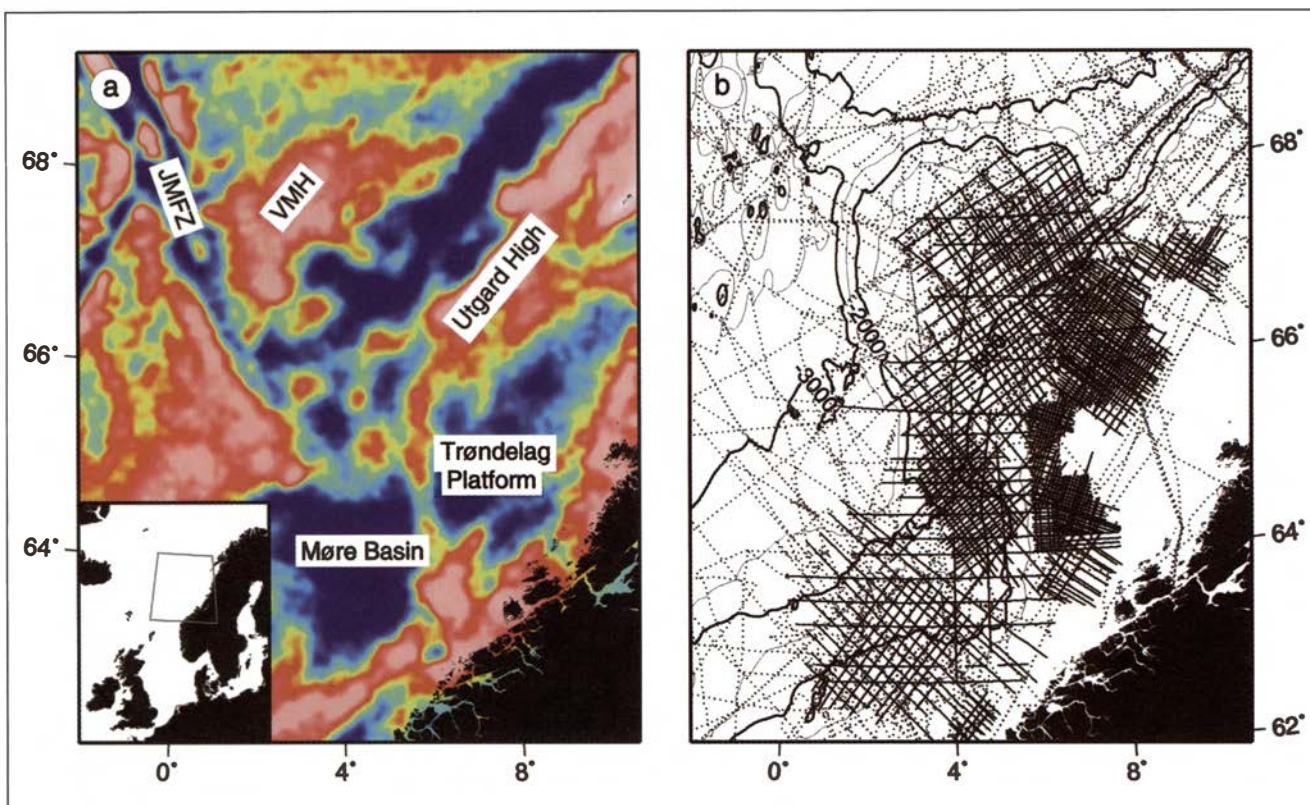 a
JMFZ
VMH
Utgard High
Trøndelag
Platform
Møre Basin
68°
66°
64°
0°
4°
8°
b
2000
3000
68°
66°
64°
62°
0°
4°
8°